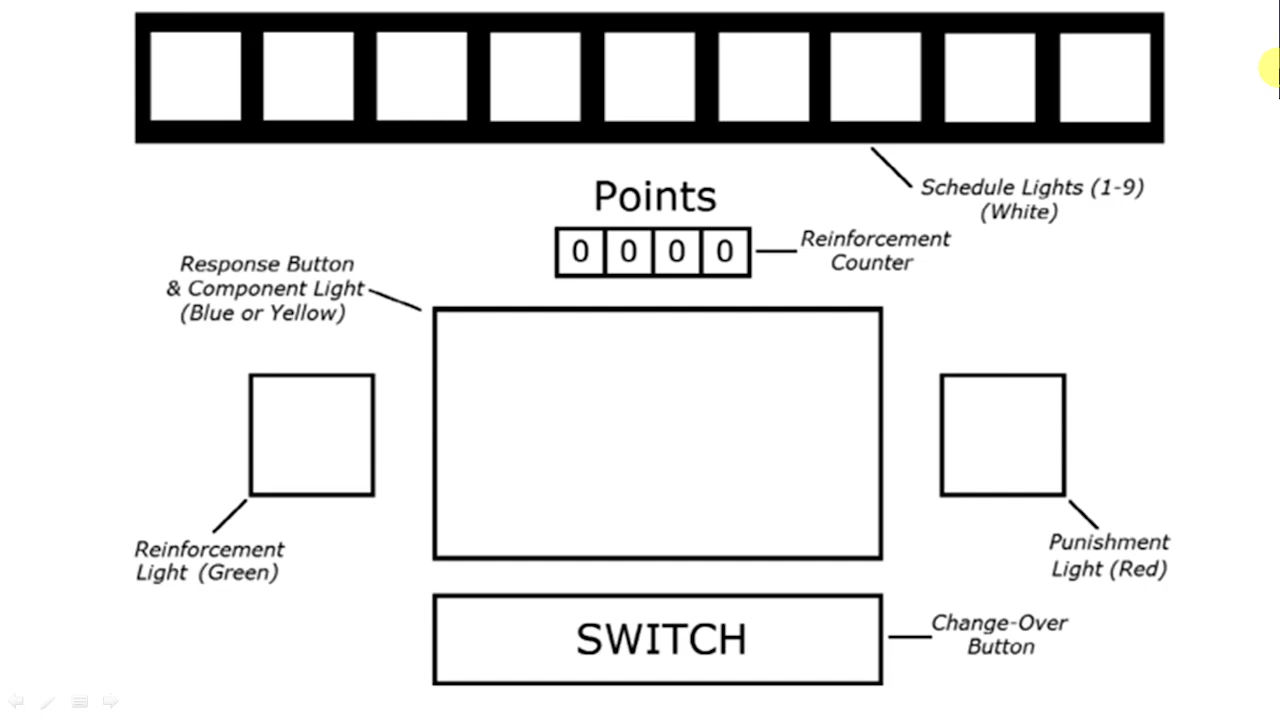 Schedule Lights (1-9)
(White)
Points
0 0 0 0
Reinforcement
Counter
Response Button
& Component Light
(Blue or Yellow)
Reinforcement
Light (Green)
Punishment
Light (Red)
SWITCH
Change-Over
Button